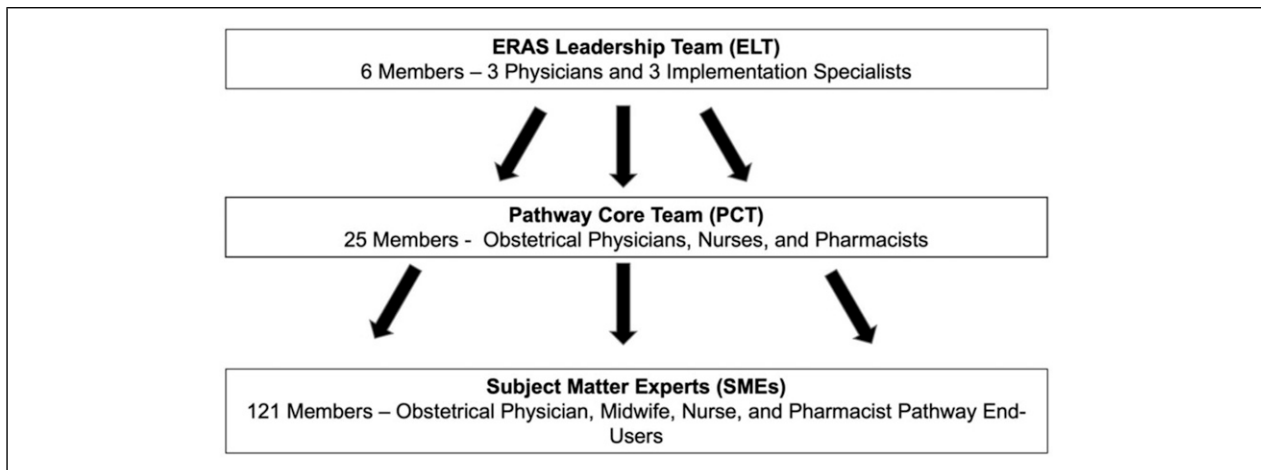 ERAS Leadership Team (ELT)
6 Members – 3 Physicians and 3 Implementation Specialists
Pathway Core Team (PCT)
25 Members -  Obstetrical Physicians, Nurses, and Pharmacists
Subject Matter Experts (SMEs)
121 Members – Obstetrical Physician, Midwife, Nurse, and Pharmacist Pathway End-
Users